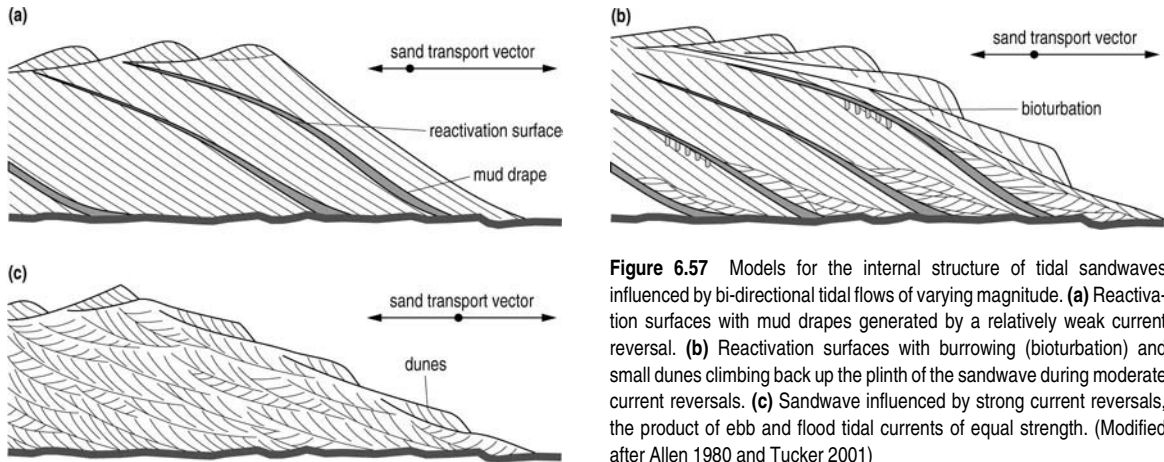 (a)
sand transport vector
reactivation surface
mud drape
(b)
sand transport vector
bioturbation
(c)
sand transport vector
dunes
Figure 6.57 Models for the internal structure of tidal sandwaves
influenced by bi-directional tidal flows of varying magnitude. (a) Reactiva-
tion surfaces with mud drapes generated by a relatively weak current
reversal. (b) Reactivation surfaces with burrowing (bioturbation) and
small dunes climbing back up the plinth of the sandwave during moderate
current reversals. (c) Sandwave influenced by strong current reversals,
the product of ebb and flood tidal currents of equal strength. (Modified
after Allen 1980 and Tucker 2001)